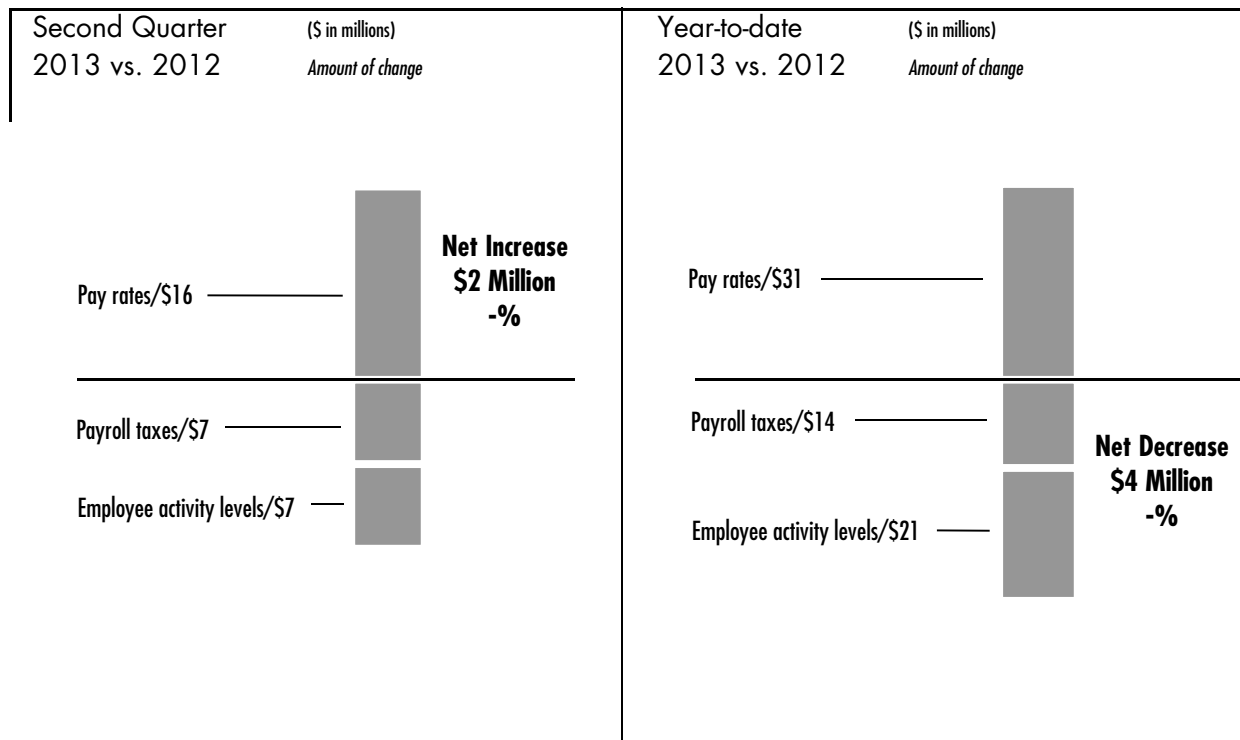 Second Quarter ($ in millions)
2013 vs. 2012 Amount of change
Pay rates/$16
Net Increase
$2 Million
-%
Payroll taxes/$7
Employee activity levels/$7
Year-to-date ($ in millions)
2013 vs. 2012 Amount of change
Pay rates/$31
Payroll taxes/$14
Net Decrease
$4 Million
-%
Employee activity levels/$21